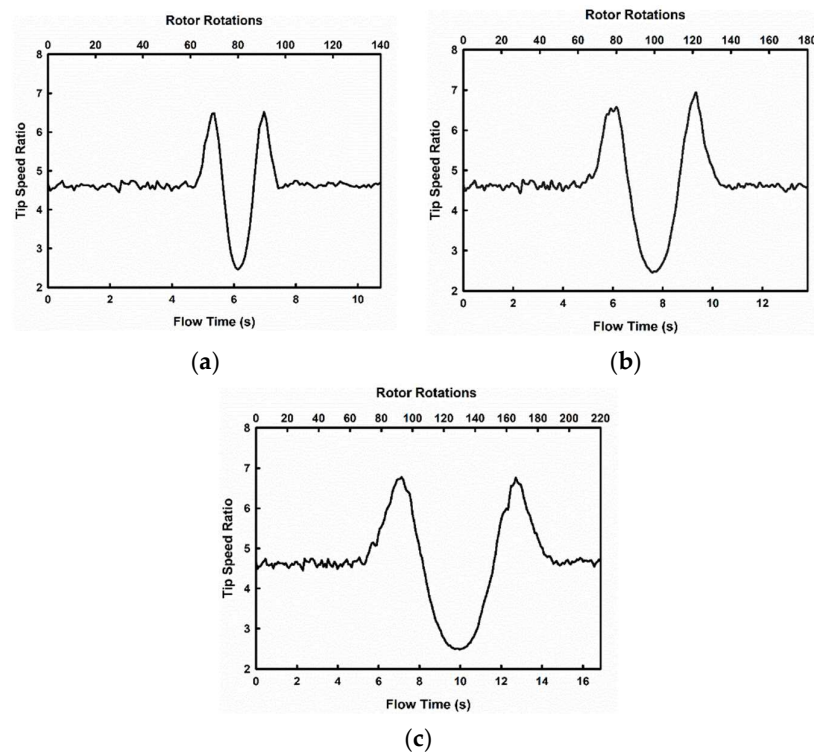 Rotor Rotations
0 20 40 60 80 100 120 140
8
7
6
5
4
3
2
Tip Speed Ratio
0 2 4 6 8 10
Flow Time (s)
(a)
Rotor Rotations
0 20 40 60 80 100 120 140 160 180
8
7
6
5
4
3
2
Tip Speed Ratio
0 2 4 6 8 10 12
Flow Time (s)
(b)
Rotor Rotations
0 20 40 60 80 100 120 140 160 180 200 220
8
7
6
5
4
3
2
Tip Speed Ratio
0 2 4 6 8 10 12 14 16
Flow Time (s)
(c)